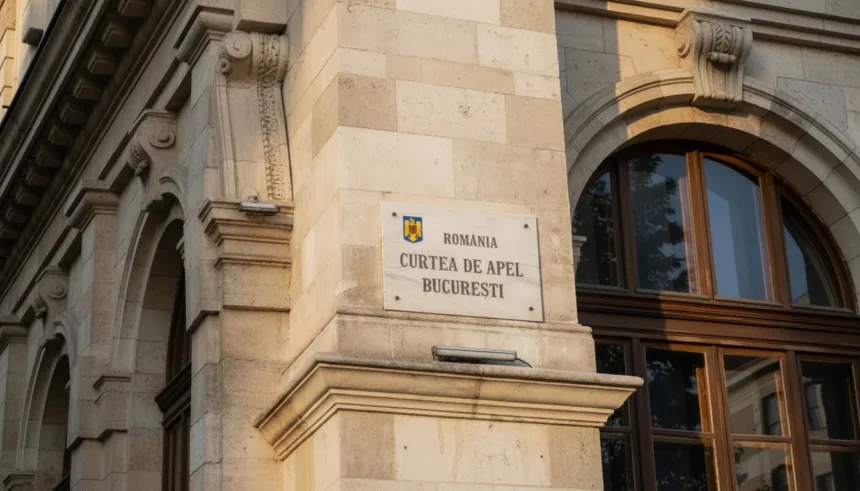 ROMÂNIA
CURTEA DE APEL
BUCUREȘTI